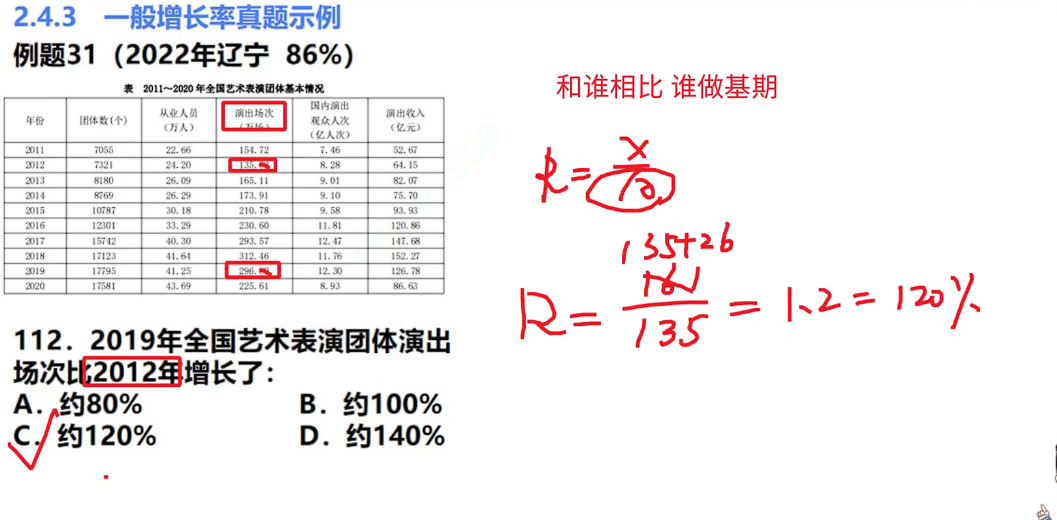 2.4.3 一般增长率真题示例
例题31（2022年辽宁 86%）
表 2011～2020年全国艺术表演团体基本情况
年份 团体数(个) 从业人员（万人） 演出场次 国内演出观众人次（亿人次） 演出收入（亿元）
2011 7055 22.66 154.72 7.46 52.67
2012 7321 24.20 135. 8.28 64.15
2013 8180 26.09 165.11 9.01 82.07
2014 8769 26.29 173.91 9.10 75.70
2015 10787 30.18 210.78 9.58 93.93
2016 12301 33.29 230.60 11.81 120.86
2017 15742 40.30 293.57 12.47 147.68
2018 17123 41.64 312.46 11.76 152.27
2019 17795 41.25 296. 12.30 126.78
2020 17581 43.69 225.61 8.93 86.63
112．2019年全国艺术表演团体演出
场次比2012年增长了：
A．约80% B．约100%
C．约120% D．约140%
和谁相比 谁做基期
R=
X
135+26
161
R= = 1.2 = 120%
135